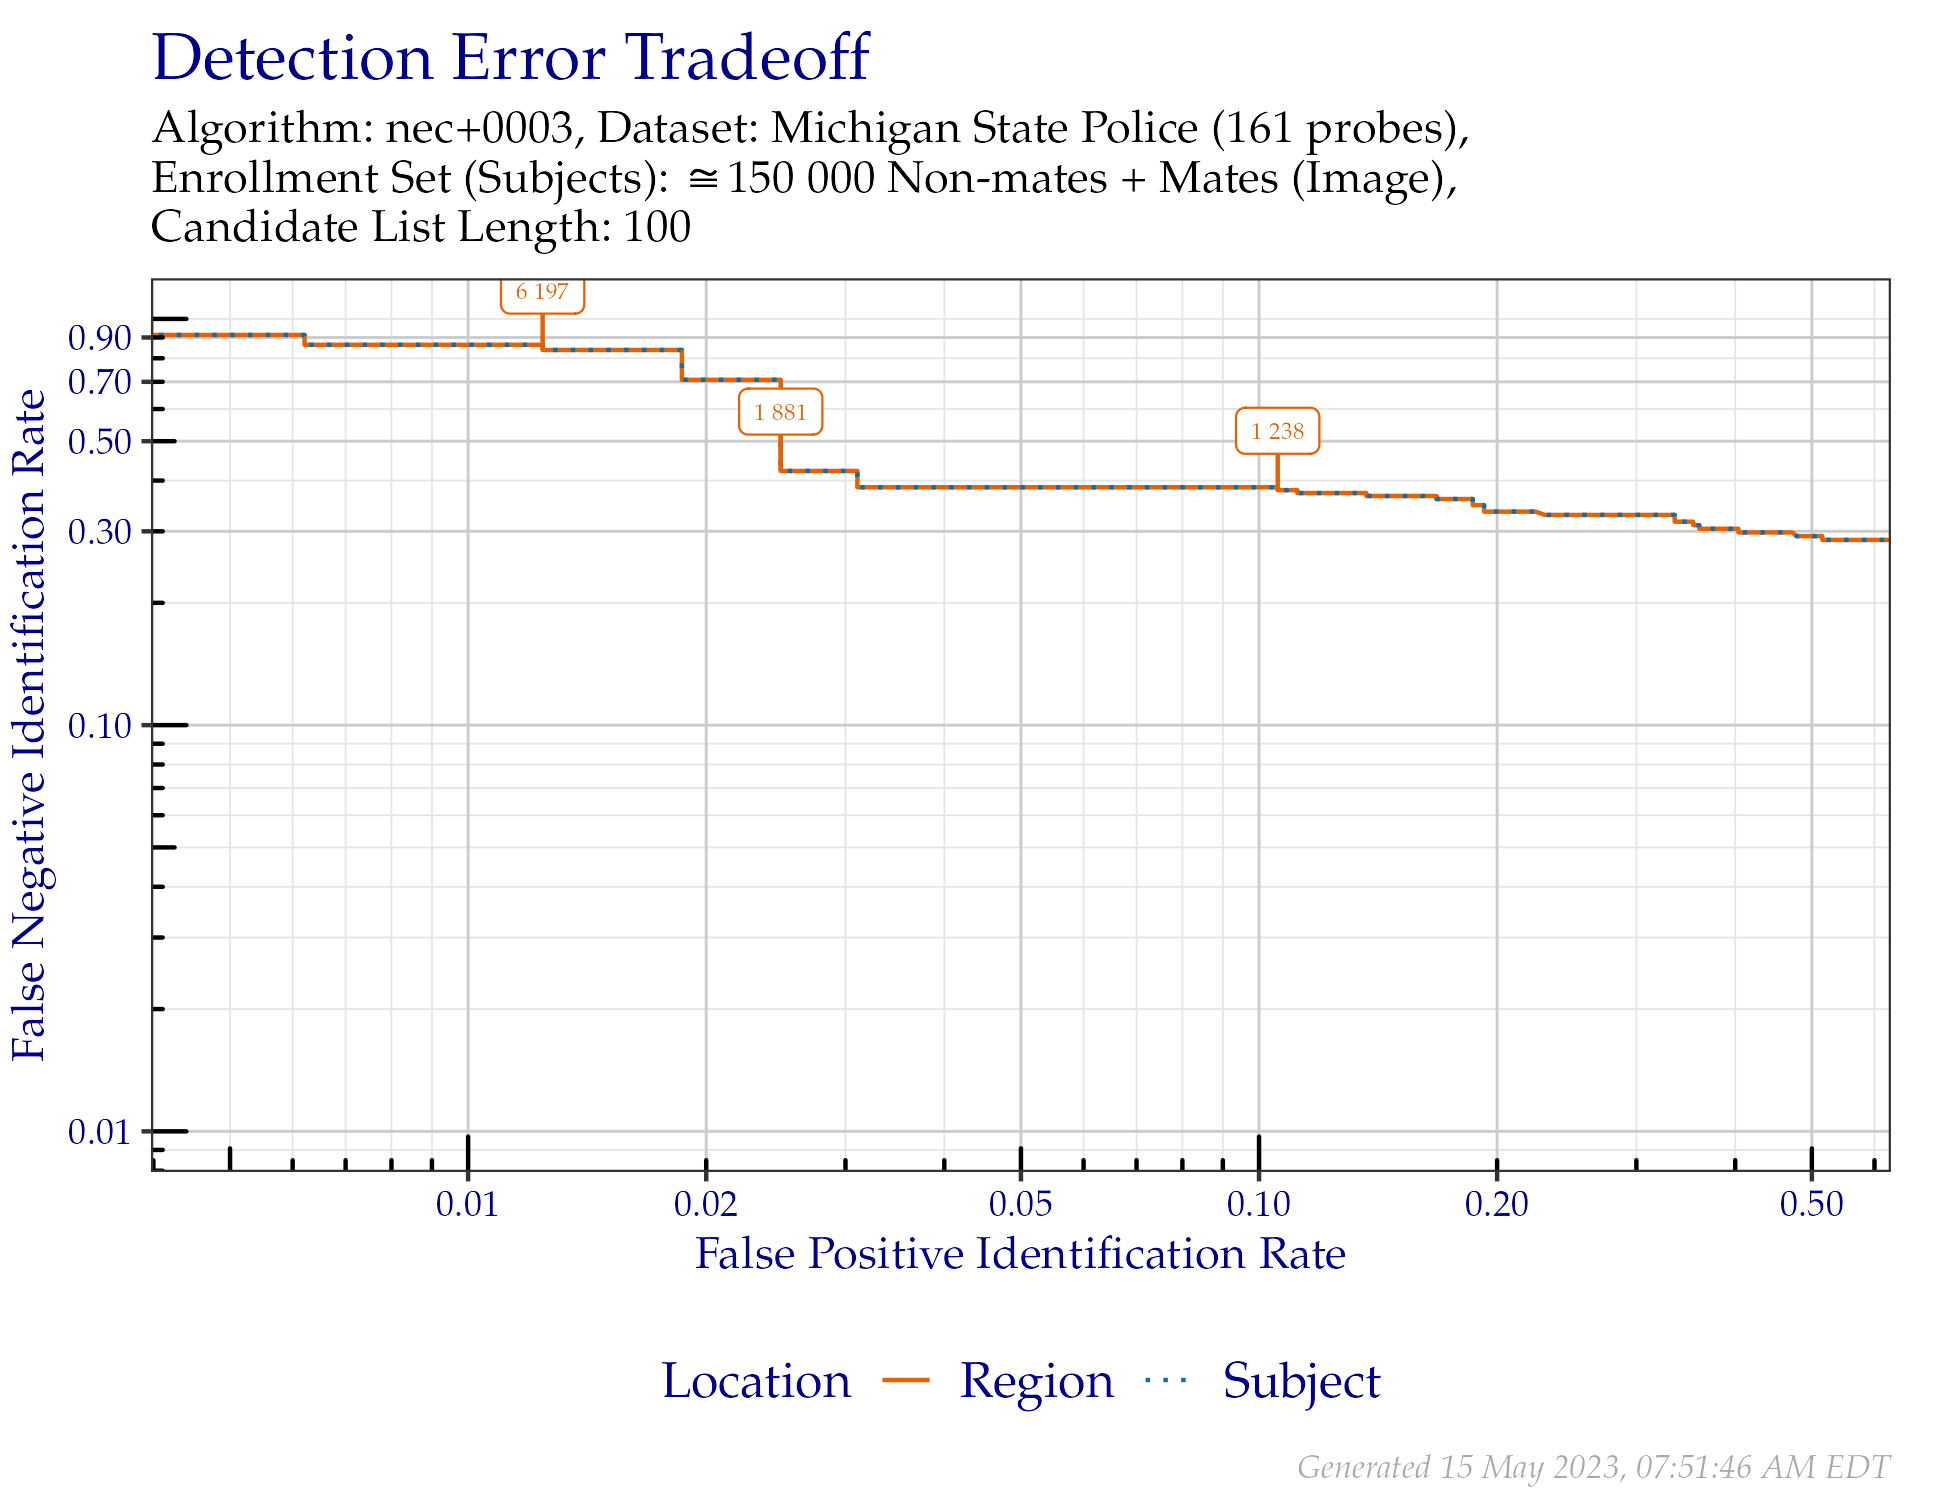 Detection Error Tradeoff
Algorithm: nec+0003, Dataset: Michigan State Police (161 probes),
Enrollment Set (Subjects): ≅ 150 000 Non-mates + Mates (Image),
Candidate List Length: 100
6 197
1 881
1 238
False Negative Identification Rate
0.90
0.70
0.50
0.30
0.10
0.01
0.01 0.02 0.05 0.10 0.20 0.50
False Positive Identification Rate
Location Region Subject
Generated 15 May 2023, 07:51:46 AM EDT